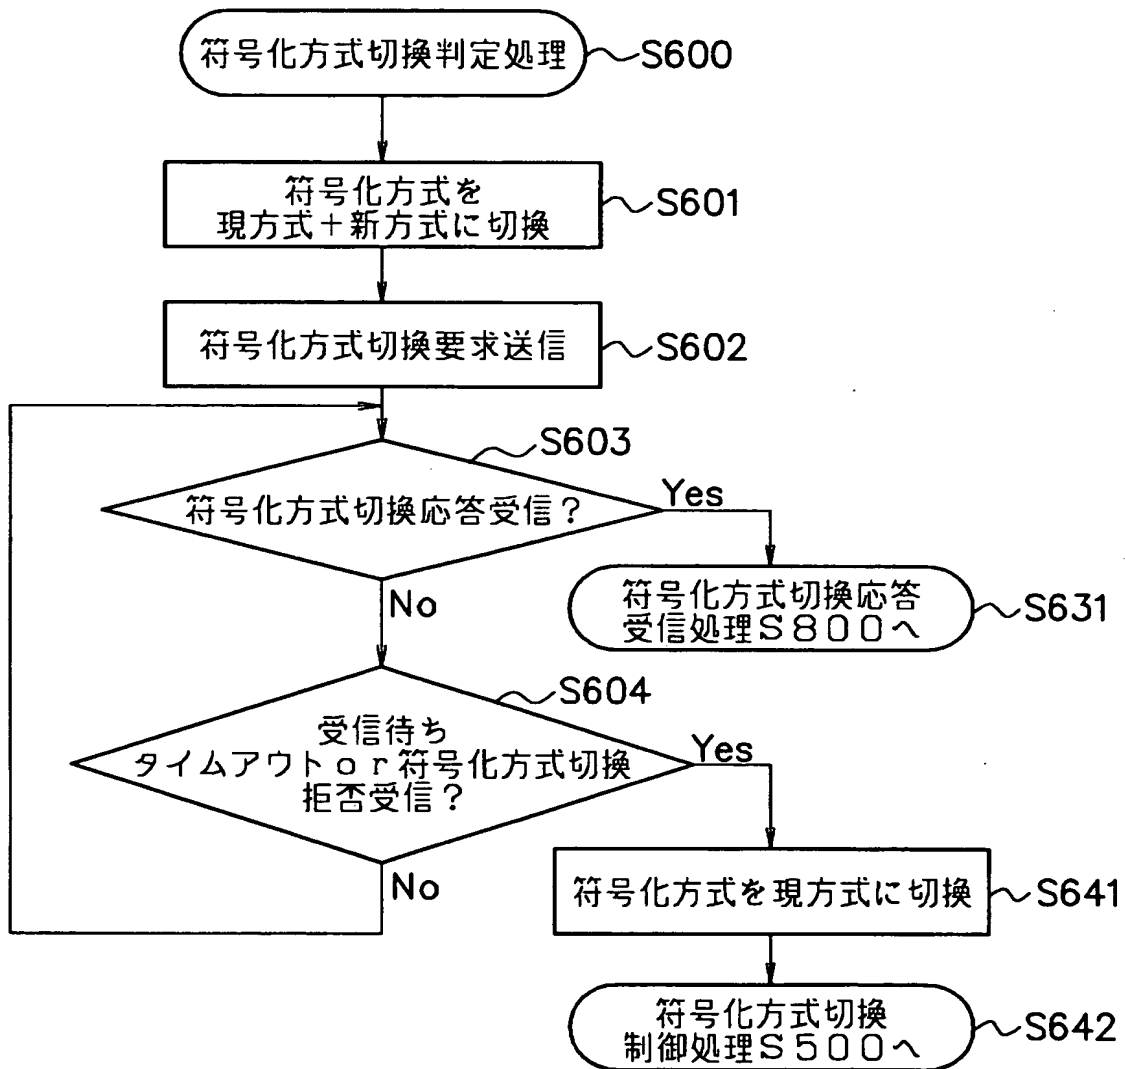 符号化方式切換判定処理
S600
符号化方式を
現方式+新方式に切換
S601
符号化方式切換要求送信
S602
S603
符号化方式切換応答受信?
Yes
符号化方式切換応答
受信処理S800へ
S631
No
S604
受信待ち
タイムアウトor符号化方式切換
拒否受信?
Yes
No
符号化方式を現方式に切換
S641
符号化方式切換
制御処理S500へ
S642